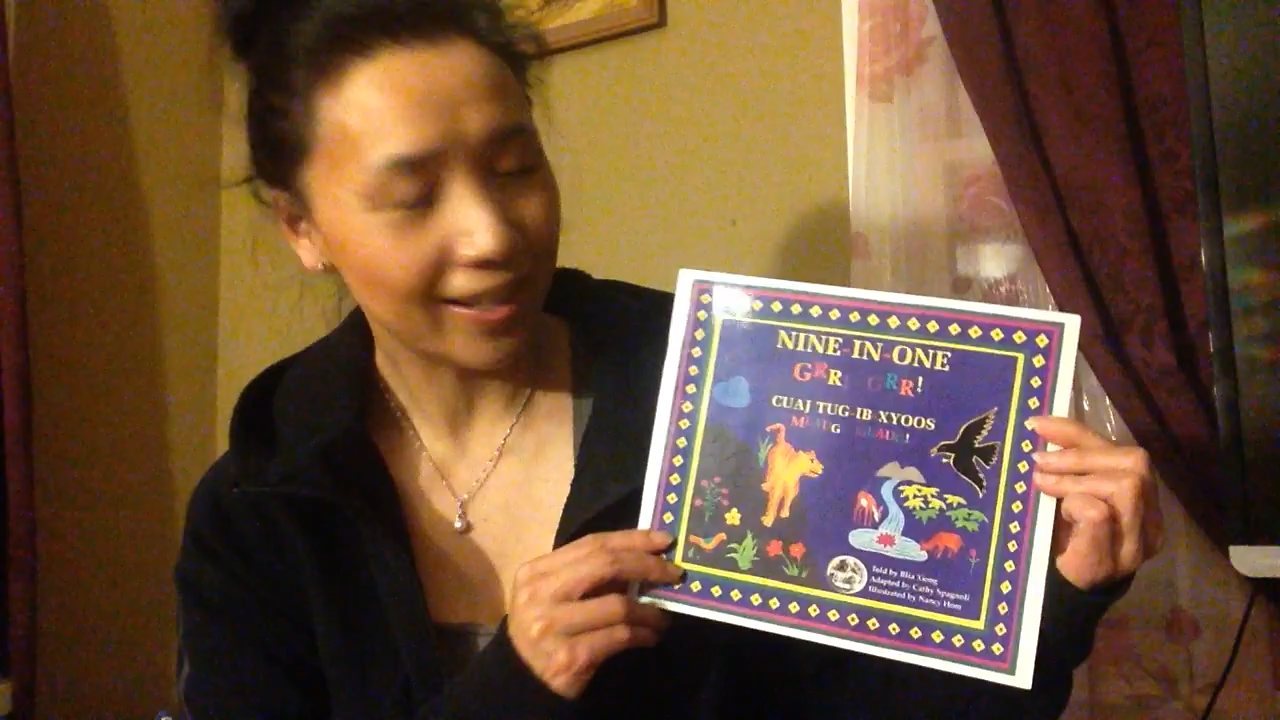 NINE-IN-ONE
GRR! GRR!
CUAJ TUG-IB-XYOOS
Told by Blia Xiong
Adapted by Cathy Spagnoli
Illustrated by Nancy Hom